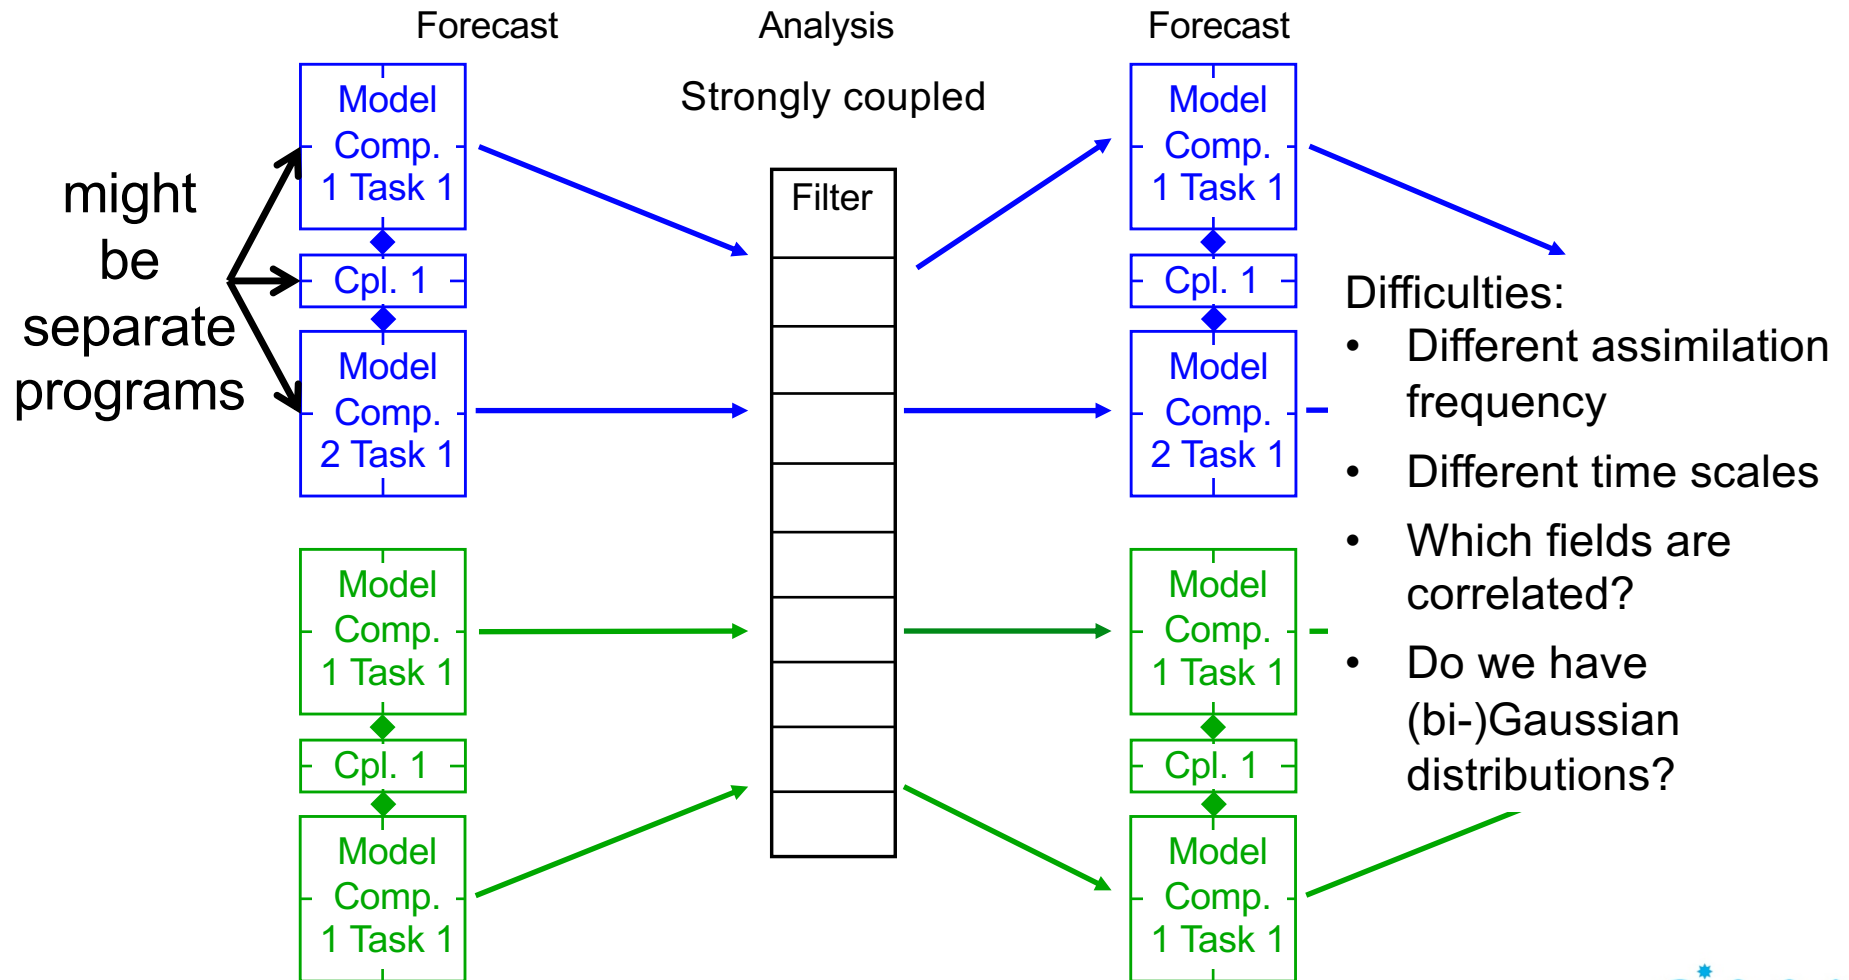 Forecast
Analysis
Forecast
Strongly coupled
might
be
separate
programs
Model
Comp.
1 Task 1
Cpl. 1
Model
Comp.
2 Task 1
Model
Comp.
1 Task 1
Cpl. 1
Model
Comp.
1 Task 1
Filter
Model
Comp.
1 Task 1
Cpl. 1
Model
Comp.
2 Task 1
Model
Comp.
1 Task 1
Cpl. 1
Model
Comp.
1 Task 1
Difficulties:
• Different assimilation
frequency
• Different time scales
• Which fields are
correlated?
• Do we have
(bi-)Gaussian
distributions?